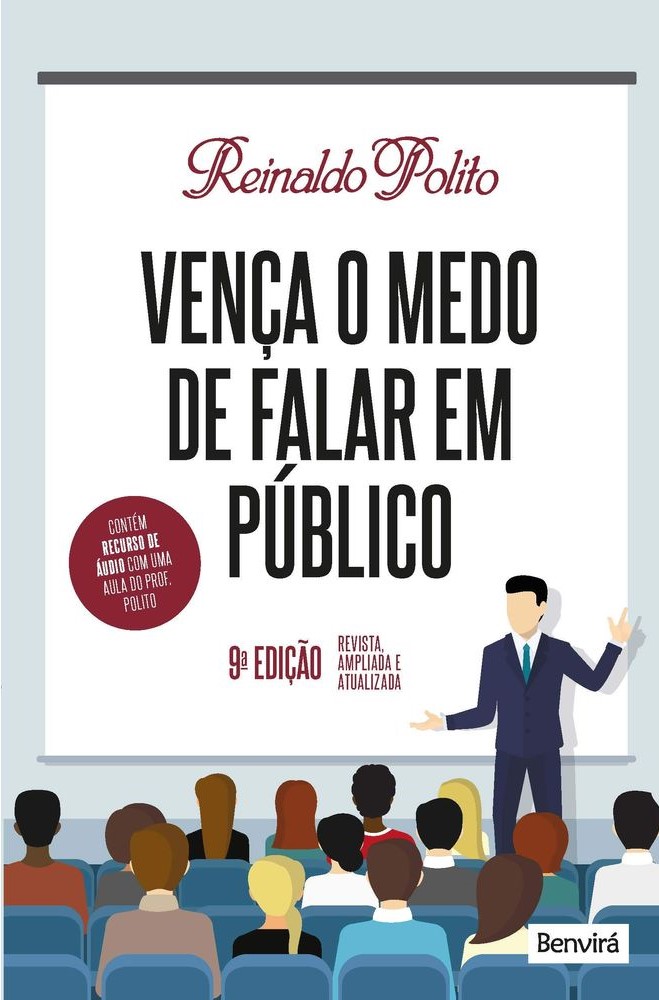 Reinaldo Polito
VENÇA O MEDO
DE FALAR EM
PÚBLICO
CONTÉM
RECURSO DE
ÁUDIO COM UMA
AULA DO PROF.
POLITO
9ª EDIÇÃO
REVISTA,
AMPLIADA E
ATUALIZADA
Benvirá